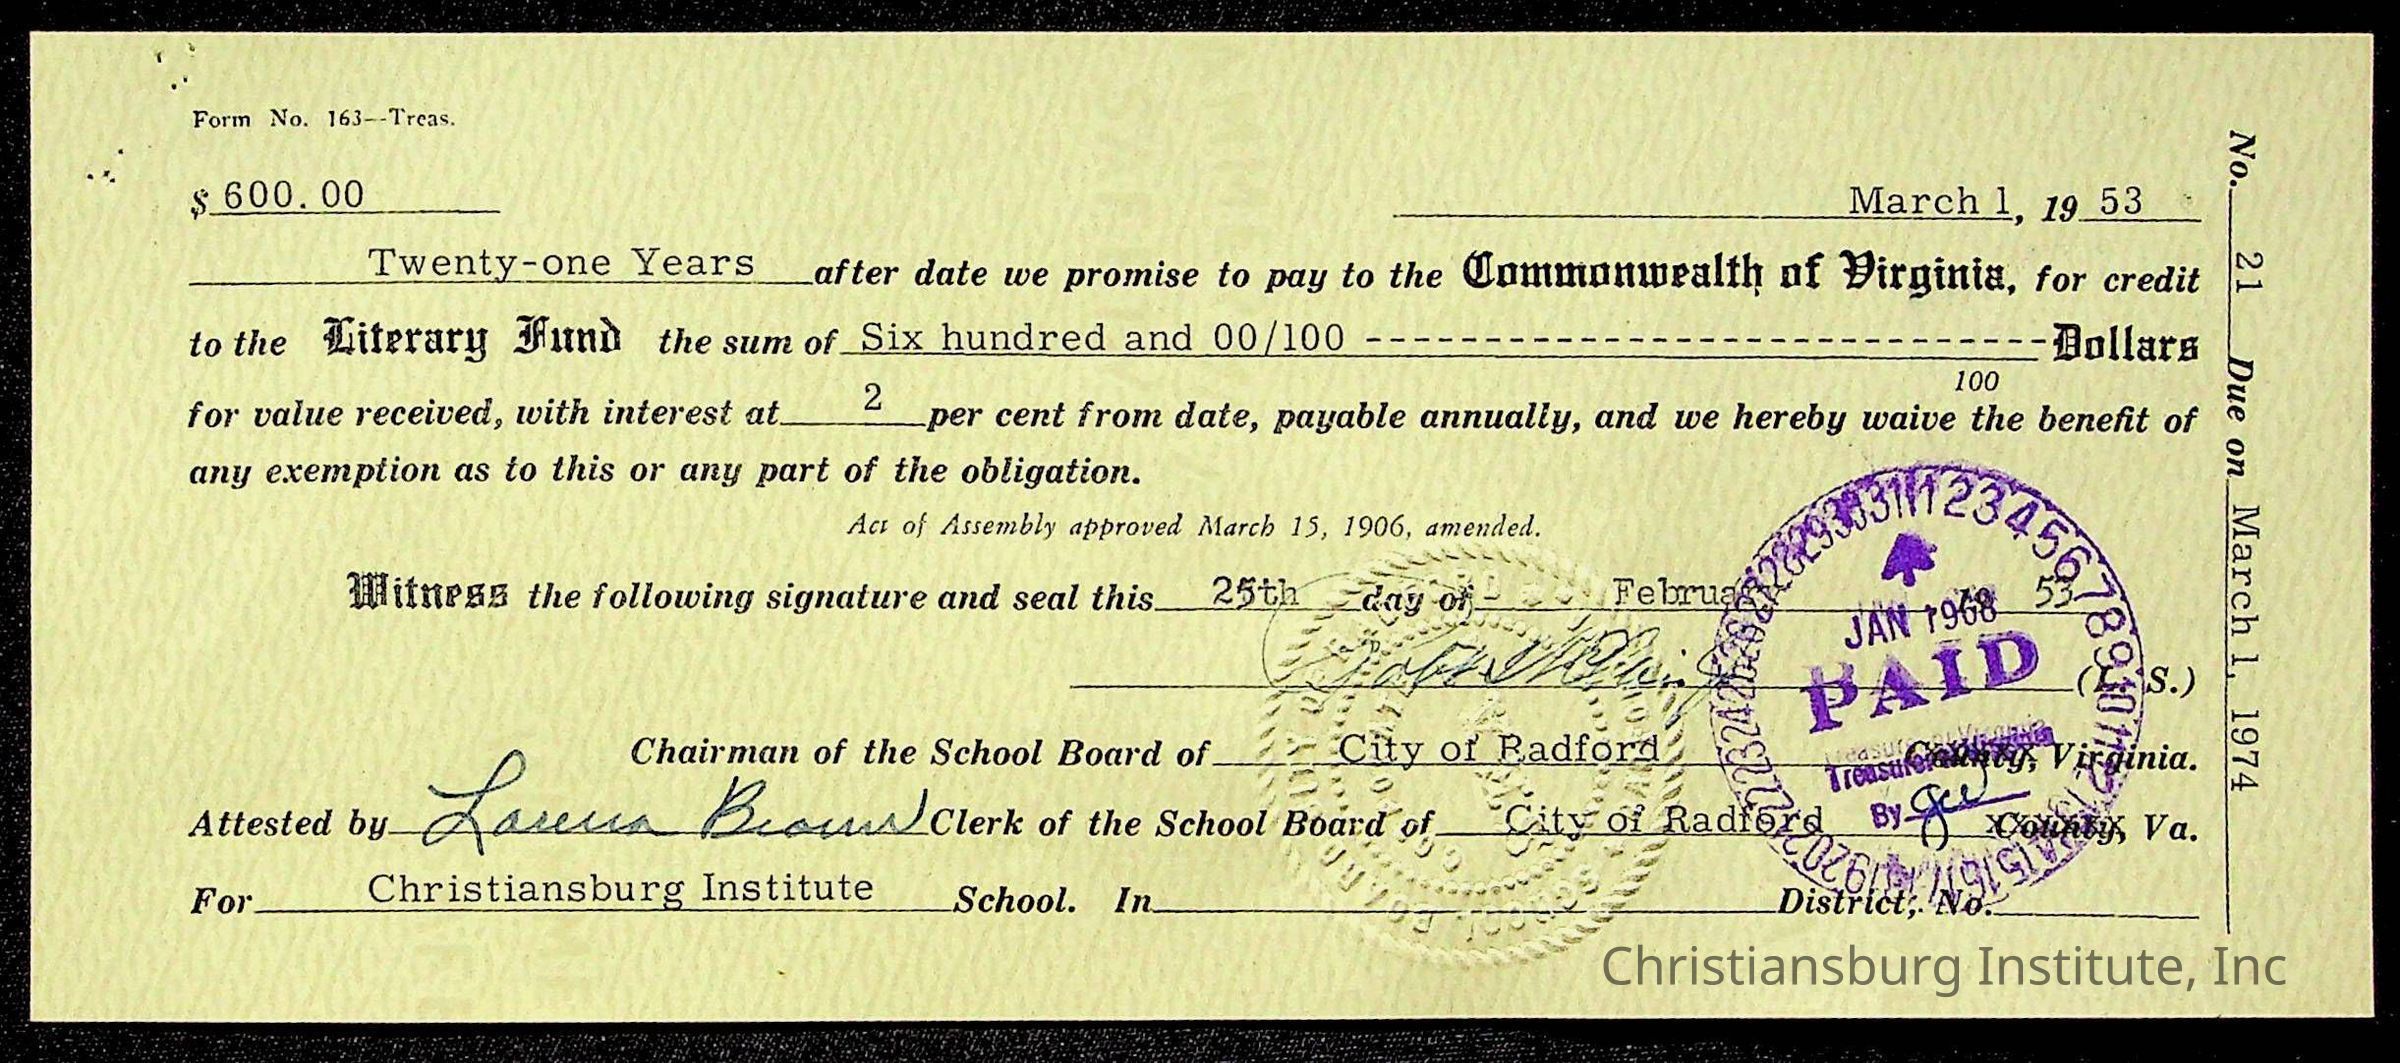 Form No. 163--Treas.
$ 600.00
March 1, 19 53
Twenty-one Years after date we promise to pay to the Commonwealth of Virginia, for credit
to the Literary Fund the sum of Six hundred and 00/100 ------------------------------ Dollars
100
for value received, with interest at 2 per cent from date, payable annually, and we hereby waive the benefit of
any exemption as to this or any part of the obligation.
Act of Assembly approved March 15, 1906, amended.
Witness the following signature and seal this 25th day of February 19 53
(L. S.)
Chairman of the School Board of City of Radford County, Virginia.
Attested by Lorena Brown Clerk of the School Board of City of Radford County, Va.
For Christiansburg Institute School. In District, No.
No. 21 Due on March 1, 1974
JAN 1968
PAID
Treasurer
By
Christiansburg Institute, Inc